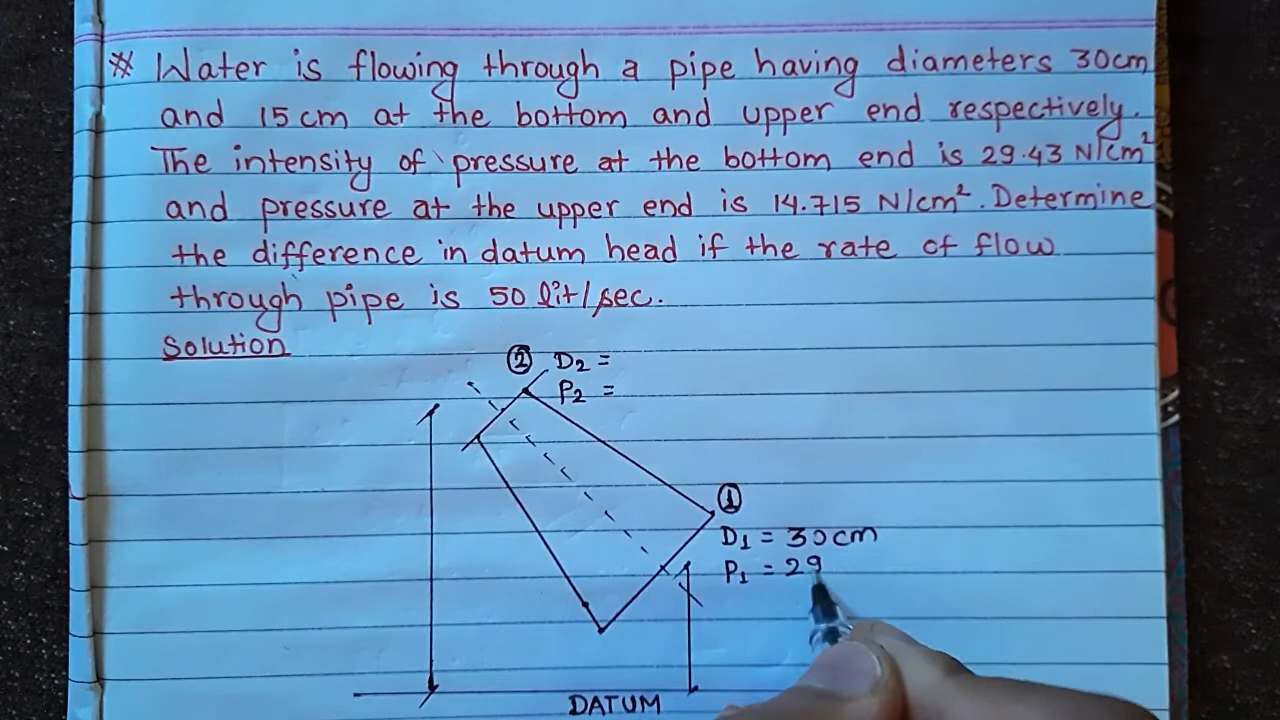 * Water is flowing through a pipe having diameters 30cm
and 15 cm at the bottom and upper end respectively.
The intensity of pressure at the bottom end is 29.43 N/cm²
and pressure at the upper end is 14.715 N/cm². Determine
the difference in datum head if the rate of flow
through pipe is 50 lit/sec.
Solution
② D₂ =
P₂ =
①
D₁ = 30cm
P₁ = 29
DATUM